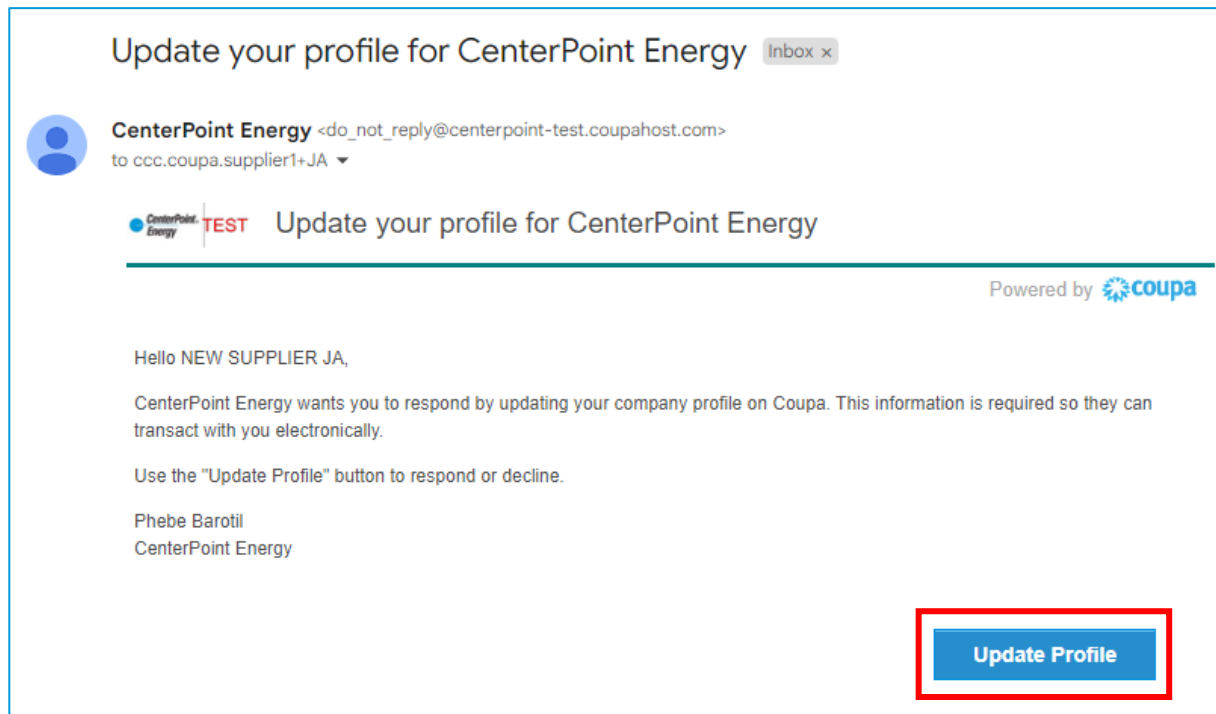 Update your profile for CenterPoint Energy Inbox ×
CenterPoint Energy <do_not_reply@centerpoint-test.coupahost.com>
to ccc.coupa.supplier1+JA
CenterPoint. Energy TEST Update your profile for CenterPoint Energy
Powered by coupa
Hello NEW SUPPLIER JA,
CenterPoint Energy wants you to respond by updating your company profile on Coupa. This information is required so they can
transact with you electronically.
Use the "Update Profile" button to respond or decline.
Phebe Barotil
CenterPoint Energy
Update Profile